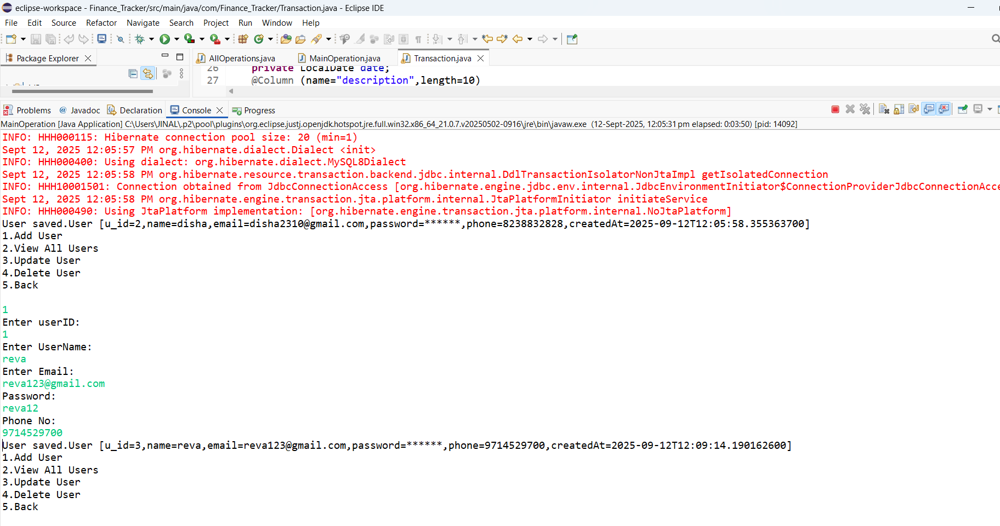 eclipse-workspace - Finance_Tracker/src/main/java/com/Finance_Tracker/Transaction.java - Eclipse IDE
File Edit Source Refactor Navigate Search Project Run Window Help
Package Explorer
AllOperations.java MainOperation.java Transaction.java
26 private LocalDate date;
27 @Column (name="description",length=10)
Problems @ Javadoc Declaration Console Progress
MainOperation [Java Application] C:\Users\JINAL\.p2\pool\plugins\org.eclipse.justj.openjdk.hotspot.jre.full.win32.x86_64_21.0.7.v20250502-0916\jre\bin\javaw.exe (12-Sept-2025, 12:05:31 pm elapsed: 0:03:50) [pid: 14092]
INFO: HHH000115: Hibernate connection pool size: 20 (min=1)
Sept 12, 2025 12:05:57 PM org.hibernate.dialect.Dialect <init>
INFO: HHH000400: Using dialect: org.hibernate.dialect.MySQL8Dialect
Sept 12, 2025 12:05:58 PM org.hibernate.resource.transaction.backend.jdbc.internal.DdlTransactionIsolatorNonJtaImpl getIsolatedConnection
INFO: HHH10001501: Connection obtained from JdbcConnectionAccess [org.hibernate.engine.jdbc.env.internal.JdbcEnvironmentInitiator$ConnectionProviderJdbcConnectionAcce
Sept 12, 2025 12:05:58 PM org.hibernate.engine.transaction.jta.platform.internal.JtaPlatformInitiator initiateService
INFO: HHH000490: Using JtaPlatform implementation: [org.hibernate.engine.transaction.jta.platform.internal.NoJtaPlatform]
User saved.User [u_id=2,name=disha,email=disha2310@gmail.com,password=******,phone=8238832828,createdAt=2025-09-12T12:05:58.355363700]
1.Add User
2.View All Users
3.Update User
4.Delete User
5.Back
1
Enter userID:
1
Enter UserName:
reva
Enter Email:
reva123@gmail.com
Password:
reva12
Phone No:
9714529700
User saved.User [u_id=3,name=reva,email=reva123@gmail.com,password=******,phone=9714529700,createdAt=2025-09-12T12:09:14.190162600]
1.Add User
2.View All Users
3.Update User
4.Delete User
5.Back